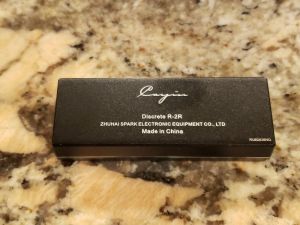 Cayin
Discrete R-2R
ZHUHAI SPARK ELECTRONIC EQUIPMENT CO., LTD
Made in China